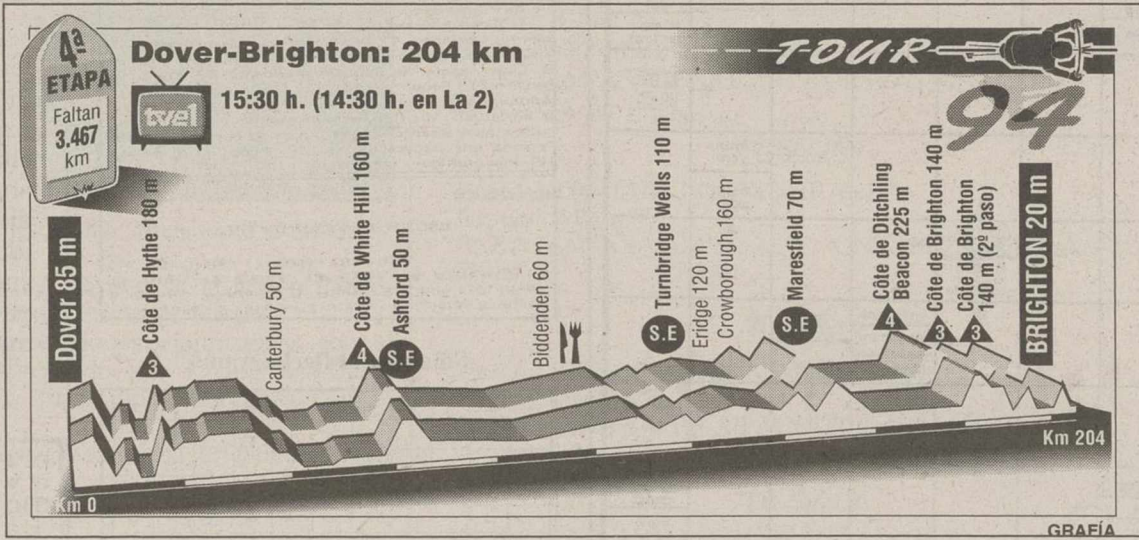 4ª
ETAPA
Faltan
3.467
km
Dover-Brighton: 204 km
tve1
15:30 h. (14:30 h. en La 2)
TOUR
94
Dover 85 m
Côte de Hythe 180 m
3
Canterbury 50 m
Côte de White Hill 160 m
4
Ashford 50 m
S.E
Biddenden 60 m
Turnbridge Wells 110 m
S.E
Eridge 120 m
Crowborough 160 m
Maresfield 70 m
S.E
Côte de Ditchling
Beacon 225 m
4
Côte de Brighton 140 m
3
Côte de Brighton
140 m (2º paso)
3
BRIGHTON 20 m
Km 0
Km 204
GRAFÍA